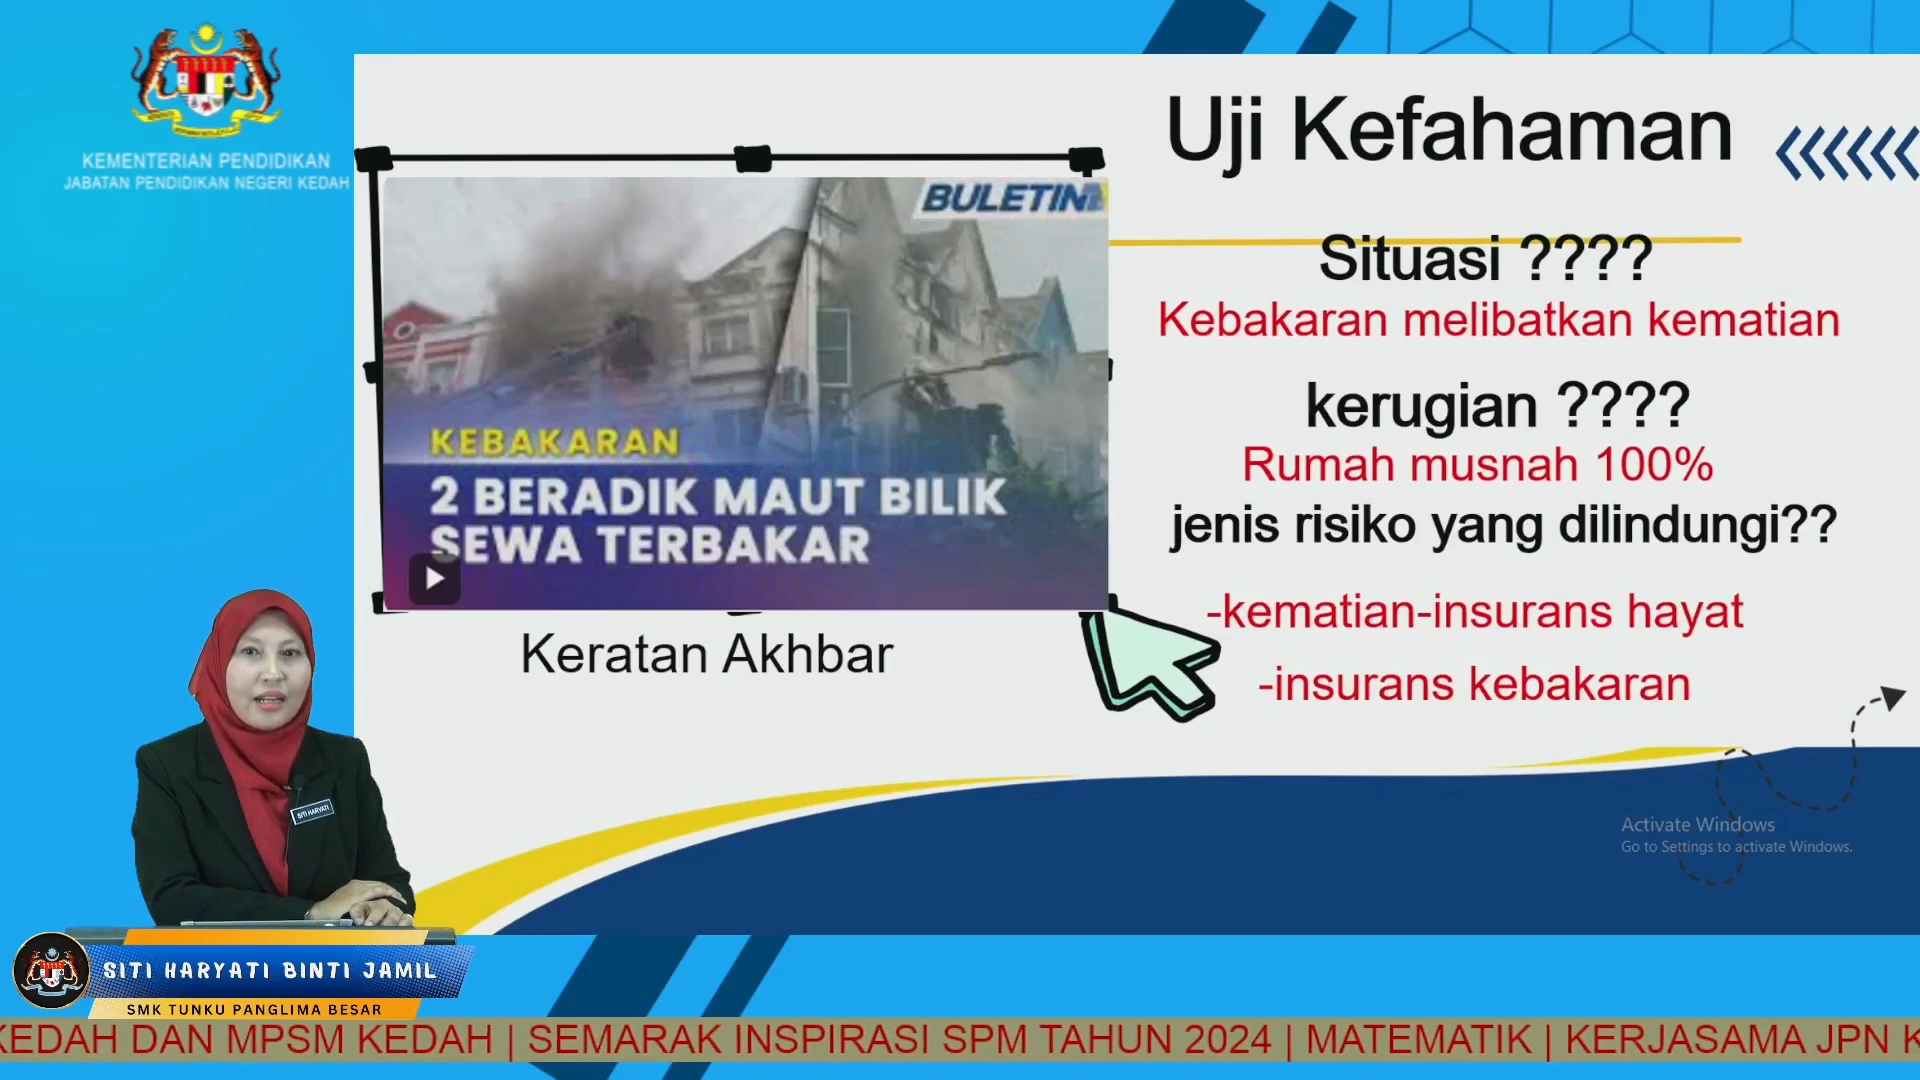 KEMENTERIAN PENDIDIKAN
JABATAN PENDIDIKAN NEGERI KEDAH
Uji Kefahaman
BULETIN
KEBAKARAN
2 BERADIK MAUT BILIK
SEWA TERBAKAR
Keratan Akhbar
Situasi ????
Kebakaran melibatkan kematian
kerugian ????
Rumah musnah 100%
jenis risiko yang dilindungi??
-kematian-insurans hayat
-insurans kebakaran
Activate Windows
Go to Settings to activate Windows.
SITI HARYATI
SITI HARYATI BINTI JAMIL
SMK TUNKU PANGLIMA BESAR
KEDAH DAN MPSM KEDAH | SEMARAK INSPIRASI SPM TAHUN 2024 | MATEMATIK | KERJASAMA JPN K